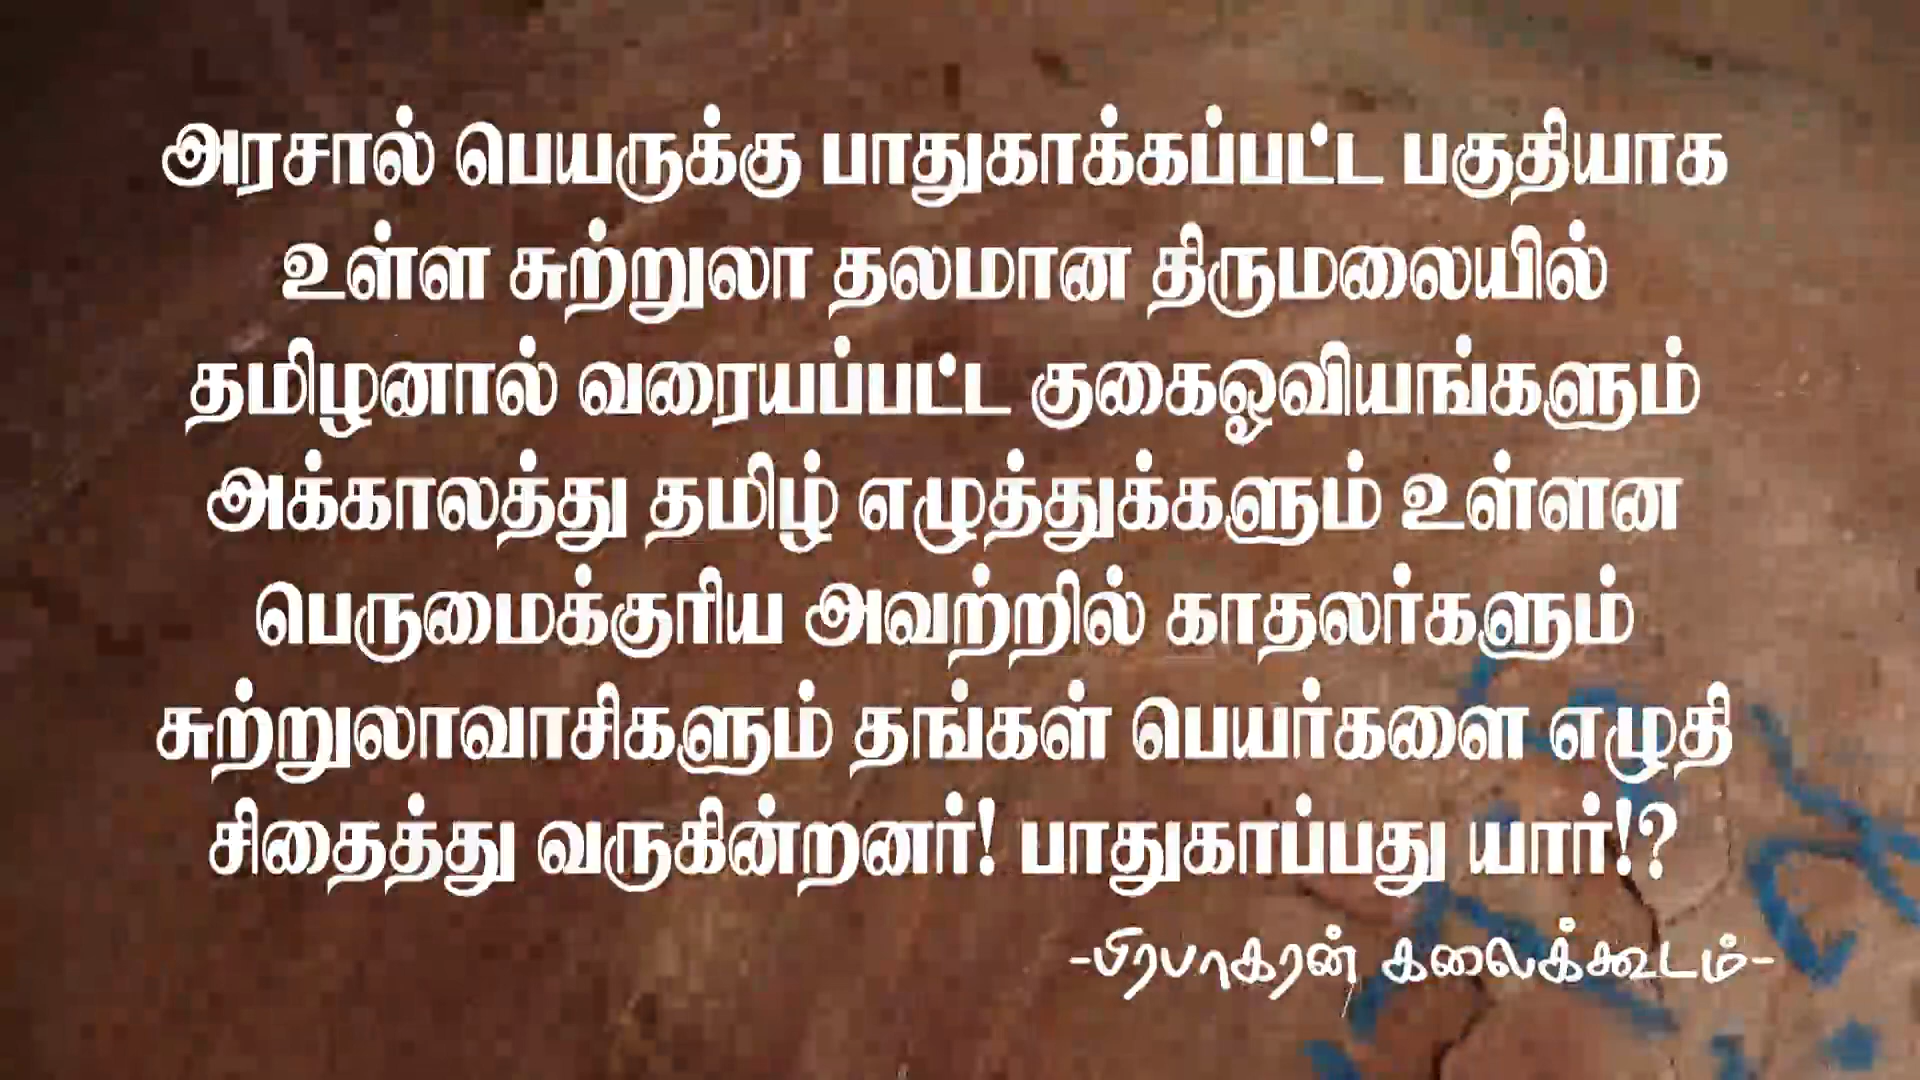 அரசால் பெயருக்கு பாதுகாக்கப்பட்ட பகுதியாக
உள்ள சுற்றுலா தலமான திருமலையில்
தமிழனால் வரையப்பட்ட குகைஓவியங்களும்
அக்காலத்து தமிழ் எழுத்துக்களும் உள்ளன
பெருமைக்குரிய அவற்றில் காதலர்களும்
சுற்றுலாவாசிகளும் தங்கள் பெயர்களை எழுதி
சிதைத்து வருகின்றனர்! பாதுகாப்பது யார்!?
-பிரபாகரன் கலைக்கூடம்-